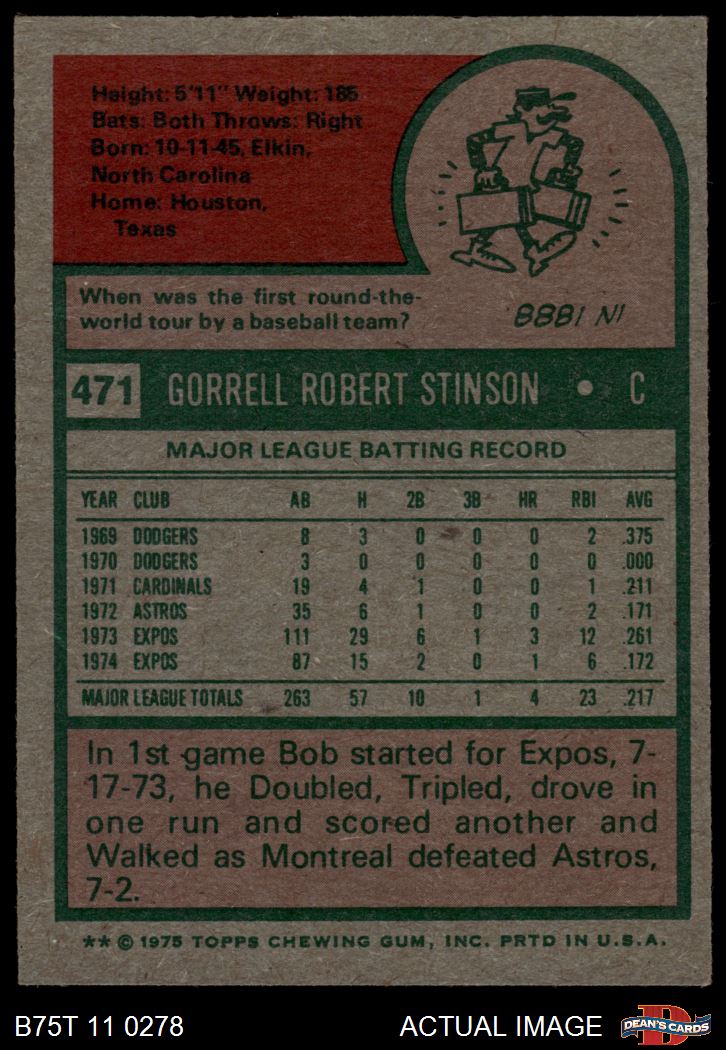 Height: 5'11" Weight: 185
Bats: Both Throws: Right
Born: 10-11-45, Elkin,
North Carolina
Home: Houston,
Texas
When was the first round-the-
world tour by a baseball team?
IN 1888
471 GORRELL ROBERT STINSON • C
MAJOR LEAGUE BATTING RECORD
YEAR CLUB AB H 2B 3B HR RBI AVG
1969 DODGERS 8 3 0 0 0 2 .375
1970 DODGERS 3 0 0 0 0 0 .000
1971 CARDINALS 19 4 1 0 0 1 .211
1972 ASTROS 35 6 1 0 0 2 .171
1973 EXPOS 111 29 6 1 3 12 .261
1974 EXPOS 87 15 2 0 1 6 .172
MAJOR LEAGUE TOTALS 263 57 10 1 4 23 .217
In 1st game Bob started for Expos, 7-
17-73, he Doubled, Tripled, drove in
one run and scored another and
Walked as Montreal defeated Astros,
7-2.
** © 1975 TOPPS CHEWING GUM, INC. PRTD IN U.S.A.
B75T 11 0278 ACTUAL IMAGE D DEAN'S CARDS